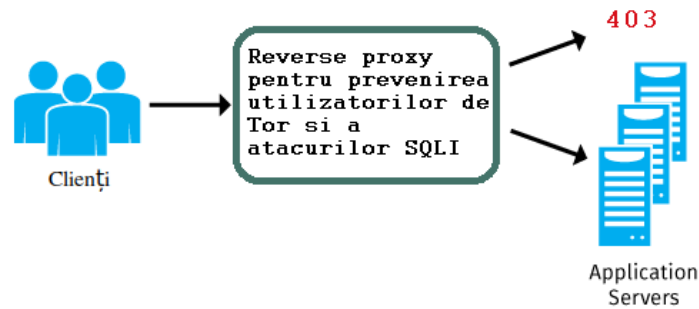 403
Reverse proxy
pentru prevenirea
utilizatorilor de
Tor si a
atacurilor SQLI
Clienți
Application
Servers